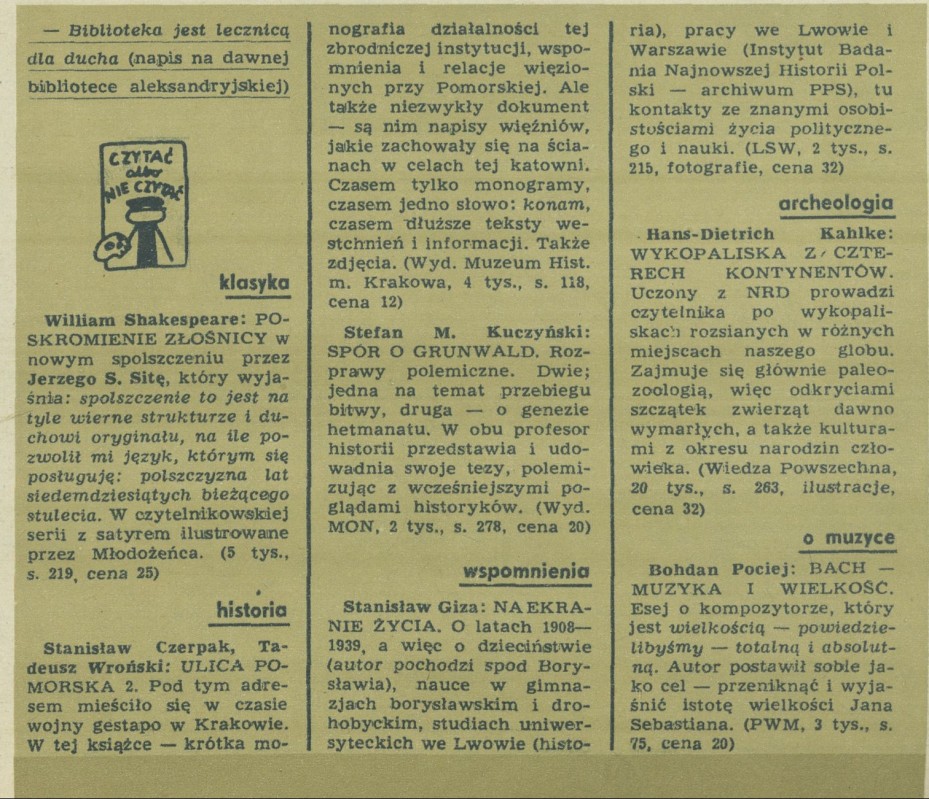 — Biblioteka jest lecznicą
dla ducha (napis na dawnej
bibliotece aleksandryjskiej)
CZYTAĆ
albo
NIE CZYTAĆ
klasyka
William Shakespeare: PO-
SKROMIENIE ZŁOŚNICY w
nowym spolszczeniu przez
Jerzego S. Sitę, który wyja-
śnia: spolszczenie to jest na
tyle wierne strukturze i du-
chowi oryginału, na ile po-
zwolił mi język, którym się
posługuję: polszczyzna lat
siedemdziesiątych bieżącego
stulecia. W czytelnikowskiej
serii z satyrem ilustrowane
przez Młodożeńca. (5 tys.,
s. 219, cena 25)
historia
Stanisław Czerpak, Ta-
deusz Wroński: ULICA PO-
MORSKA 2. Pod tym adre-
sem mieściło się w czasie
wojny gestapo w Krakowie.
W tej książce — krótka mo-
nografia działalności tej
zbrodniczej instytucji, wspo-
mnienia i relacje więzio-
nych przy Pomorskiej. Ale
także niezwykły dokument
— są nim napisy więźniów,
jakie zachowały się na ścia-
nach w celach tej katowni.
Czasem tylko monogramy,
czasem jedno słowo: konam,
czasem dłuższe teksty we-
stchnień i informacji. Także
zdjęcia. (Wyd. Muzeum Hist.
m. Krakowa, 4 tys., s. 118,
cena 12)
Stefan M. Kuczyński:
SPÓR O GRUNWALD. Roz-
prawy polemiczne. Dwie;
jedna na temat przebiegu
bitwy, druga — o genezie
hetmanatu. W obu profesor
historii przedstawia i udo-
wadnia swoje tezy, polemi-
zując z wcześniejszymi po-
glądami historyków. (Wyd.
MON, 2 tys., s. 278, cena 20)
wspomnienia
Stanisław Giza: NA EKRA-
NIE ŻYCIA. O latach 1908—
1939, a więc o dzieciństwie
(autor pochodzi spod Bory-
sławia), nauce w gimna-
zjach borysławskim i dro-
hobyckim, studiach uniwer-
syteckich we Lwowie (histo-
ria), pracy we Lwowie i
Warszawie (Instytut Bada-
nia Najnowszej Historii Pol-
ski — archiwum PPS), tu
kontakty ze znanymi osobi-
stościami życia polityczne-
go i nauki. (LSW, 2 tys., s.
215, fotografie, cena 32)
archeologia
Hans-Dietrich Kahlke:
WYKOPALISKA Z CZTE-
RECH KONTYNENTÓW.
Uczony z NRD prowadzi
czytelnika po wykopali-
skach rozsianych w różnych
miejscach naszego globu.
Zajmuje się głównie paleo-
zoologią, więc odkryciami
szczątek zwierząt dawno
wymarłych, a także kultura-
mi z okresu narodzin czło-
wieka. (Wiedza Powszechna,
20 tys., s. 263, ilustracje,
cena 32)
o muzyce
Bohdan Pociej: BACH —
MUZYKA I WIELKOŚĆ.
Esej o kompozytorze, który
jest wielkością — powiedzie-
libyśmy — totalną i absolut-
ną. Autor postawił sobie ja-
ko cel — przeniknąć i wyja-
śnić istotę wielkości Jana
Sebastiana. (PWM, 3 tys., s.
75, cena 20)